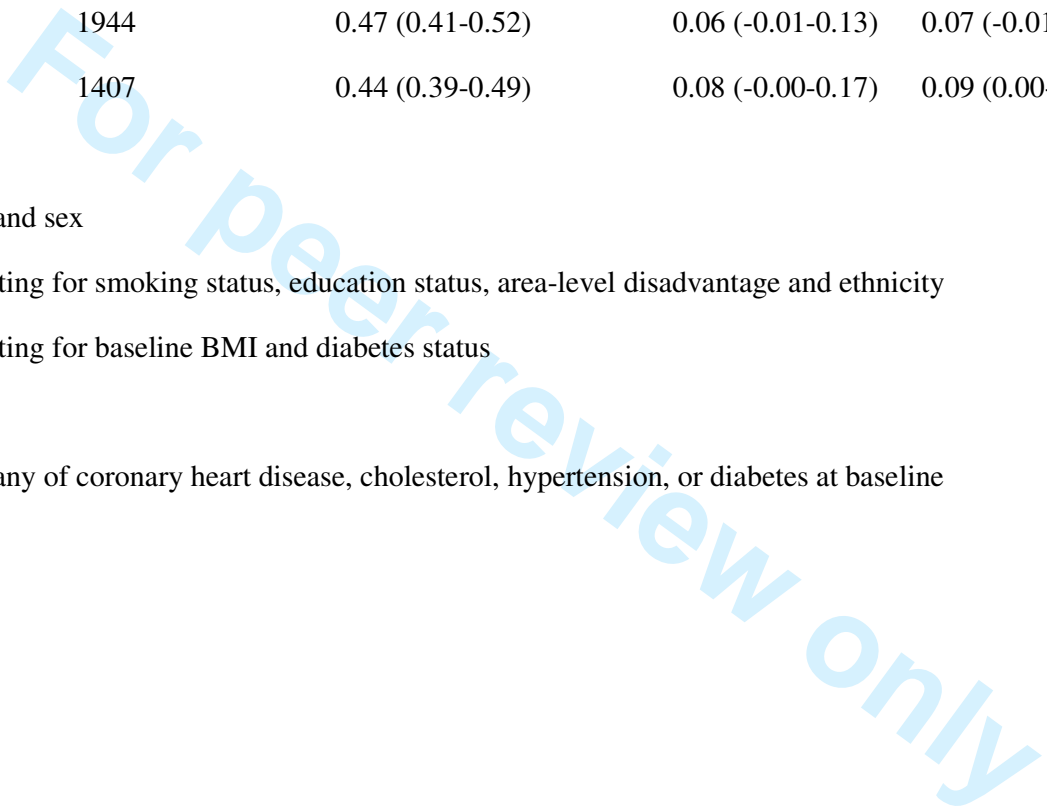 1944 0.47 (0.41-0.52) 0.06 (-0.01-0.13) 0.07 (-0.01
1407 0.44 (0.39-0.49) 0.08 (-0.00-0.17) 0.09 (0.00-
and sex
ting for smoking status, education status, area-level disadvantage and ethnicity
ting for baseline BMI and diabetes status
any of coronary heart disease, cholesterol, hypertension, or diabetes at baseline
For peer review only